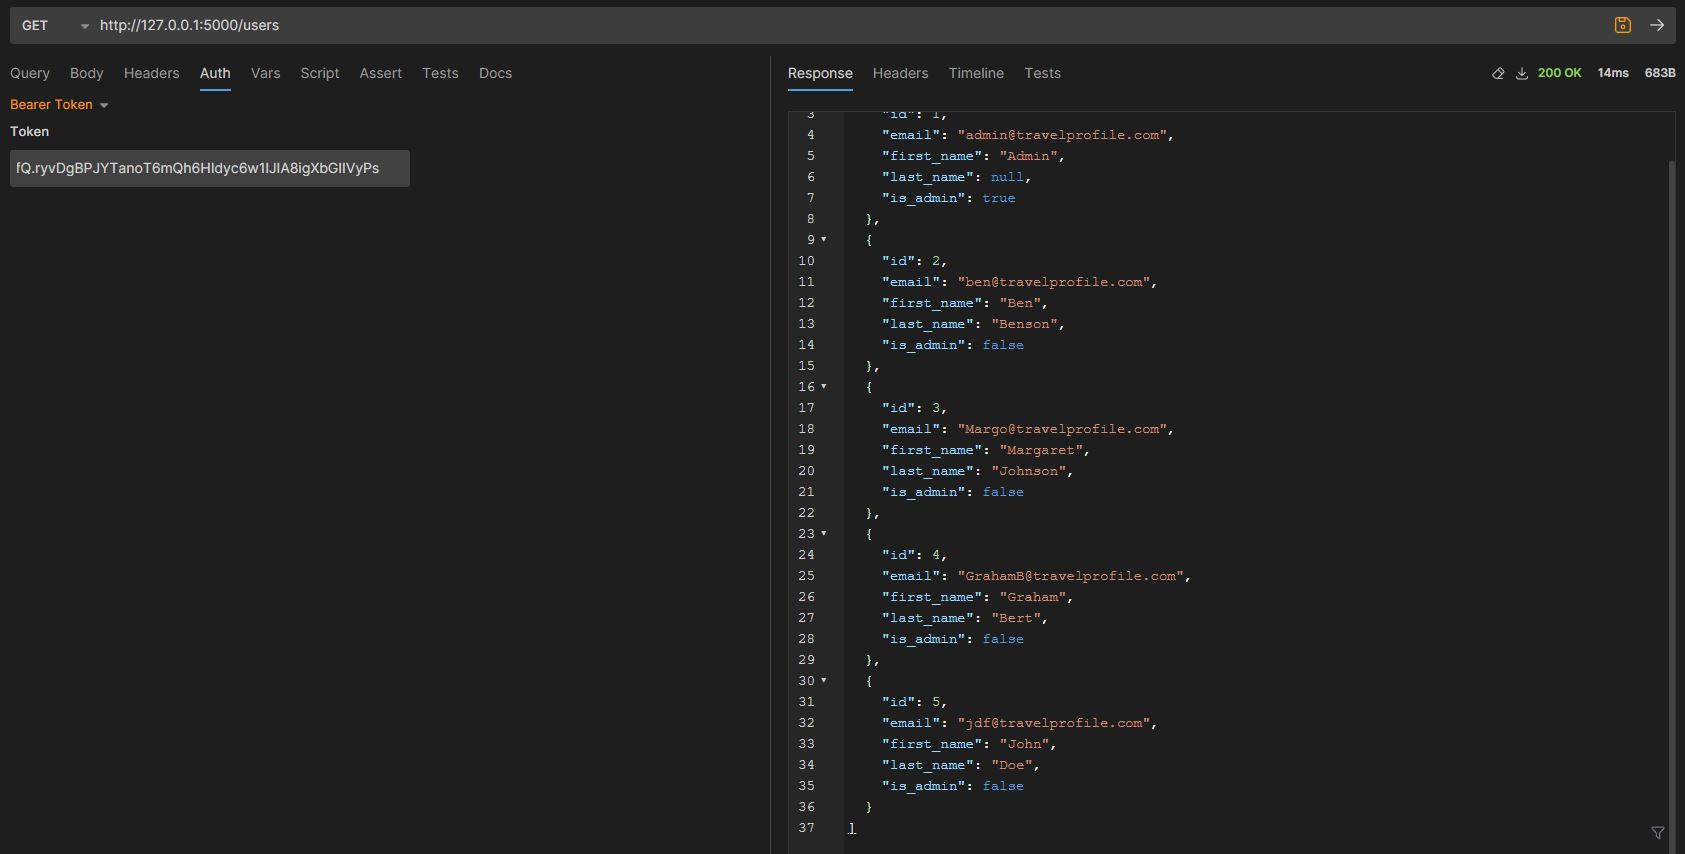 GET http://127.0.0.1:5000/users
Query Body Headers Auth Vars Script Assert Tests Docs
Bearer Token
Token
fQ.ryvDgBPJYTanoT6mQh6HIdyc6w1IJIA8igXbGIIVyPs
Response Headers Timeline Tests 200 OK 14ms 683B
3 "id": 1,
4 "email": "admin@travelprofile.com",
5 "first_name": "Admin",
6 "last_name": null,
7 "is_admin": true
8 },
9 {
10 "id": 2,
11 "email": "ben@travelprofile.com",
12 "first_name": "Ben",
13 "last_name": "Benson",
14 "is_admin": false
15 },
16 {
17 "id": 3,
18 "email": "Margo@travelprofile.com",
19 "first_name": "Margaret",
20 "last_name": "Johnson",
21 "is_admin": false
22 },
23 {
24 "id": 4,
25 "email": "GrahamB@travelprofile.com",
26 "first_name": "Graham",
27 "last_name": "Bert",
28 "is_admin": false
29 },
30 {
31 "id": 5,
32 "email": "jdf@travelprofile.com",
33 "first_name": "John",
34 "last_name": "Doe",
35 "is_admin": false
36 }
37 ]